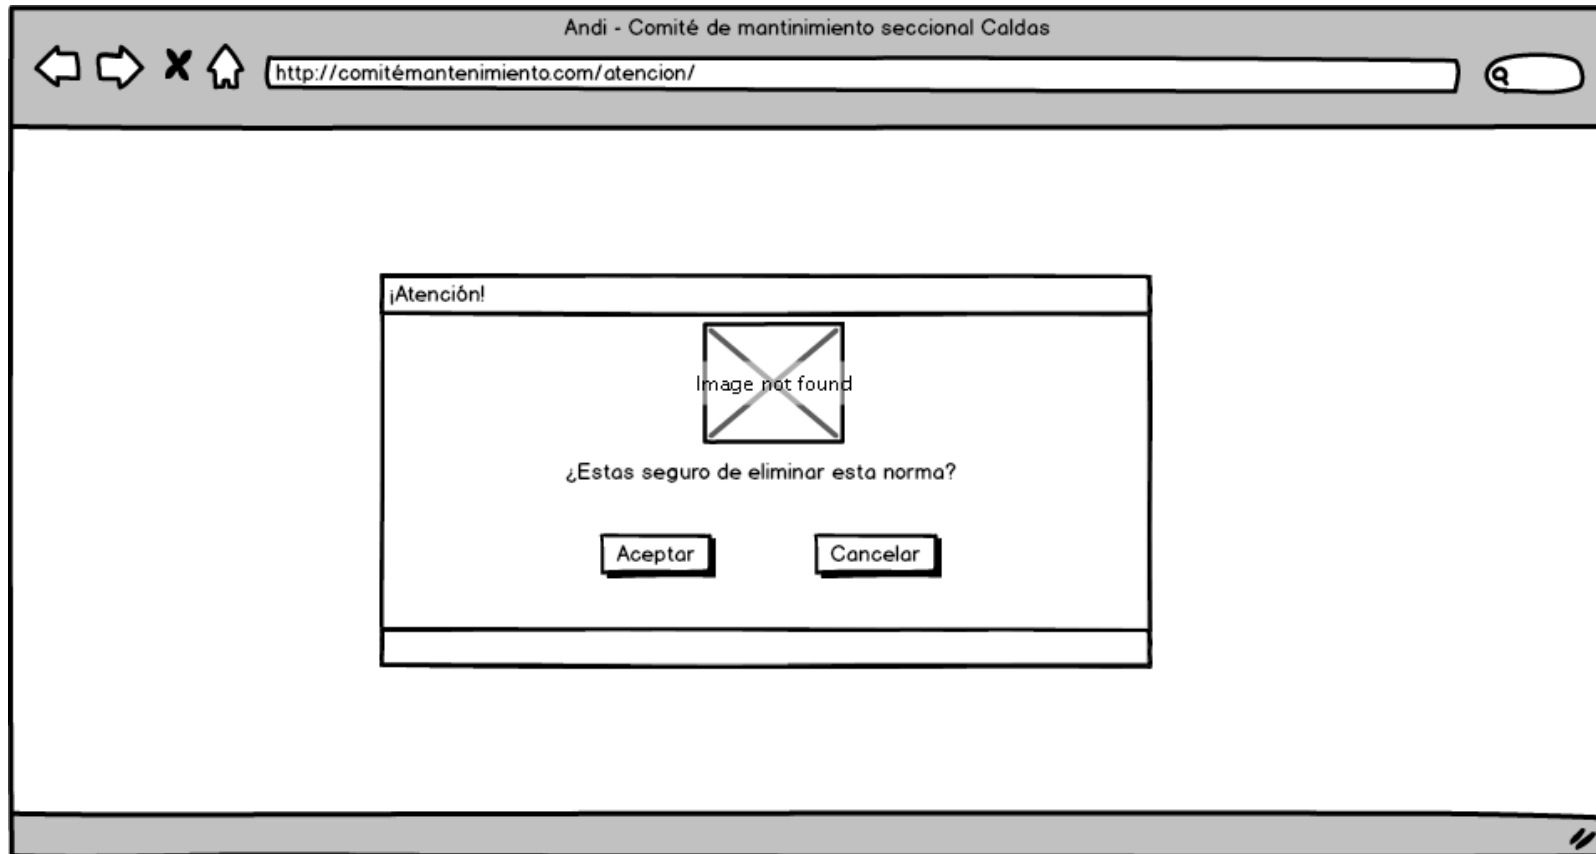 Andi - Comité de mantinimiento seccional Caldas
http://comitémantenimiento.com/atencion/
¡Atención!
Image not found
¿Estas seguro de eliminar esta norma?
Aceptar Cancelar